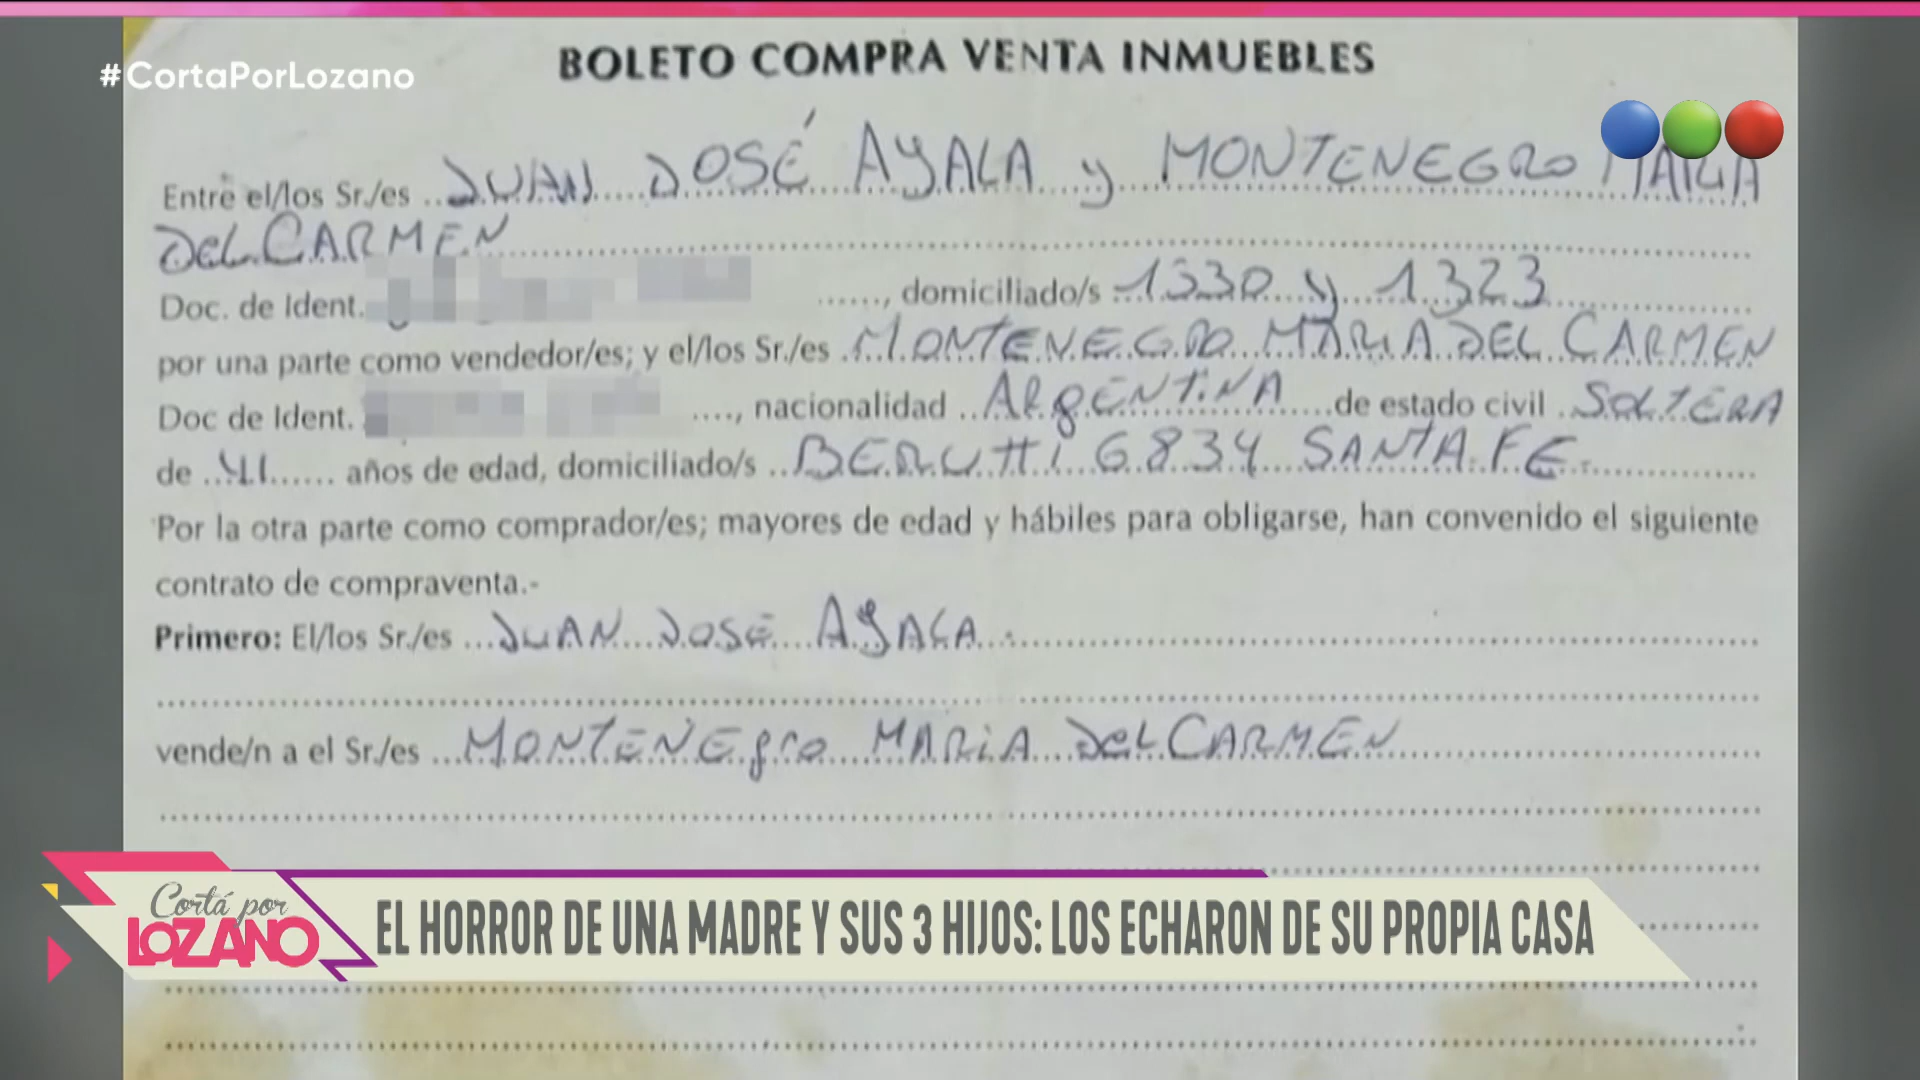 #CortaPorLozano
BOLETO COMPRA VENTA INMUEBLES
Entre el/los Sr./es JUAN JOSÉ AYALA y MONTENEGRO MARIA
DEL CARMEN
Doc. de Ident. ......, domiciliado/s 1330 y 1323
por una parte como vendedor/es; y el/los Sr./es MONTENEGRO MARIA DEL CARMEN
Doc de Ident. ...., nacionalidad ARgENTINA de estado civil SOLTERA
de 41 años de edad, domiciliado/s BERUTTI 6834 SANTA FE.
Por la otra parte como comprador/es; mayores de edad y hábiles para obligarse, han convenido el siguiente
contrato de compraventa.-
Primero: El/los Sr./es JUAN JOSÉ AYALA
vende/n a el Sr./es MONTENEgro MARIA DEL CARMEN
Cortá por
LOZANO
EL HORROR DE UNA MADRE Y SUS 3 HIJOS: LOS ECHARON DE SU PROPIA CASA